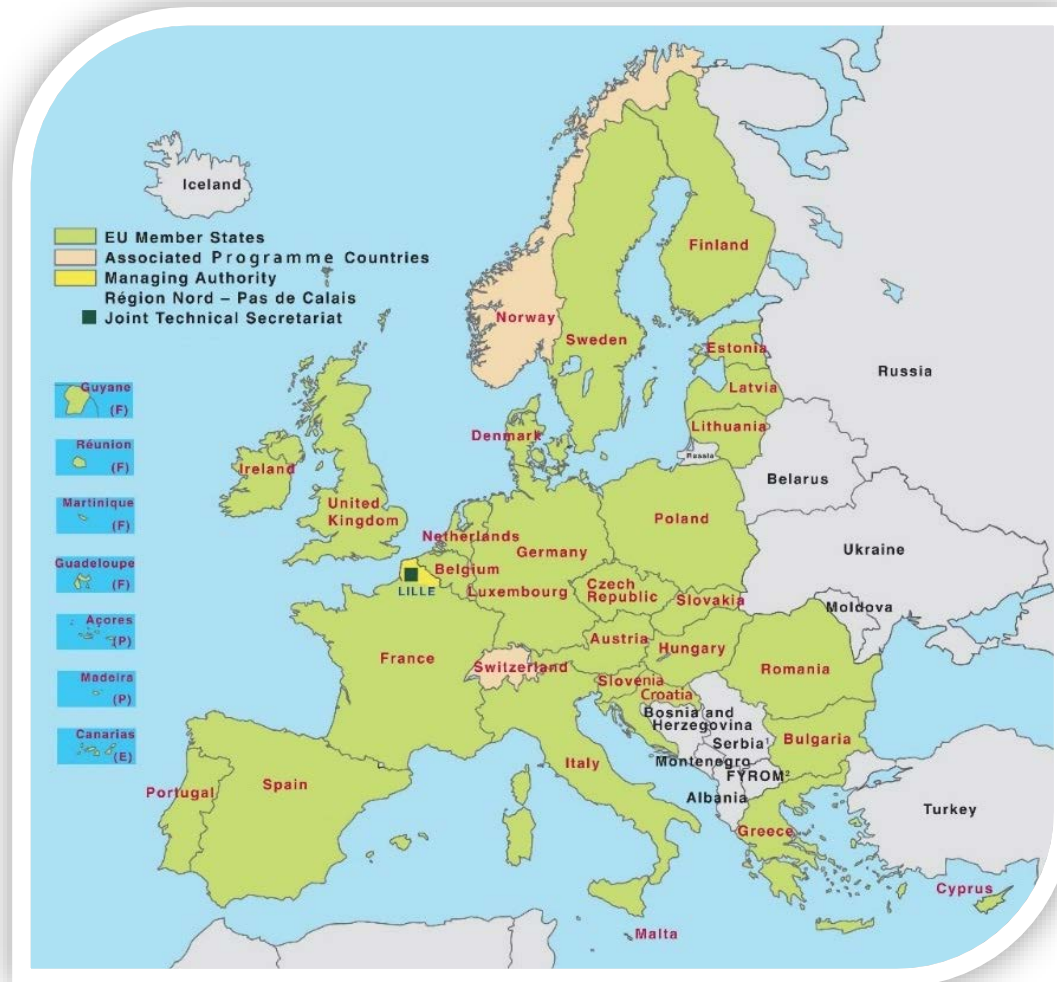 Iceland
EU Member States
Associated Programme Countries
Managing Authority
Région Nord – Pas de Calais
Joint Technical Secretariat
Finland
Norway
Sweden
Estonia
Russia
Latvia
Lithuania
Russia
Denmark
Belarus
Guyane
(F)
Réunion
(F)
Martinique
(F)
Guadeloupe
(F)
Açores
(P)
Madeira
(P)
Canarias
(E)
Ireland
United
Kingdom
Netherlands
Poland
Germany
Ukraine
Belgium
LILLE
Luxembourg
Czech
Republic
Slovakia
Moldova
Austria
Hungary
France
Switzerland
Romania
Slovenia
Croatia
Bosnia and
Herzegovina
Serbia¹
Bulgaria
Montenegro
FYROM²
Italy
Albania
Portugal
Spain
Turkey
Greece
Cyprus
Malta